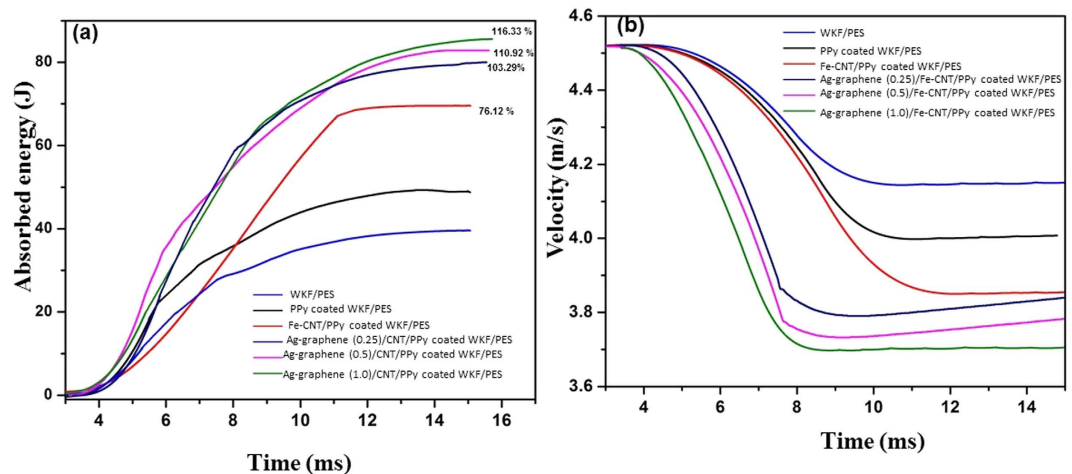 (a)
116.33 %
110.92 %
103.29%
76.12 %
80
60
40
20
0
Absorbed energy (J)
WKF/PES
PPy coated WKF/PES
Fe-CNT/PPy coated WKF/PES
Ag-graphene (0.25)/CNT/PPy coated WKF/PES
Ag-graphene (0.5)/CNT/PPy coated WKF/PES
Ag-graphene (1.0)/CNT/PPy coated WKF/PES
4 6 8 10 12 14 16
Time (ms)
(b)
4.6
4.4
4.2
4.0
3.8
3.6
Velocity (m/s)
WKF/PES
PPy coated WKF/PES
Fe-CNT/PPy coated WKF/PES
Ag-graphene (0.25)/Fe-CNT/PPy coated WKF/PES
Ag-graphene (0.5)/Fe-CNT/PPy coated WKF/PES
Ag-graphene (1.0)/Fe-CNT/PPy coated WKF/PES
4 6 8 10 12 14
Time (ms)